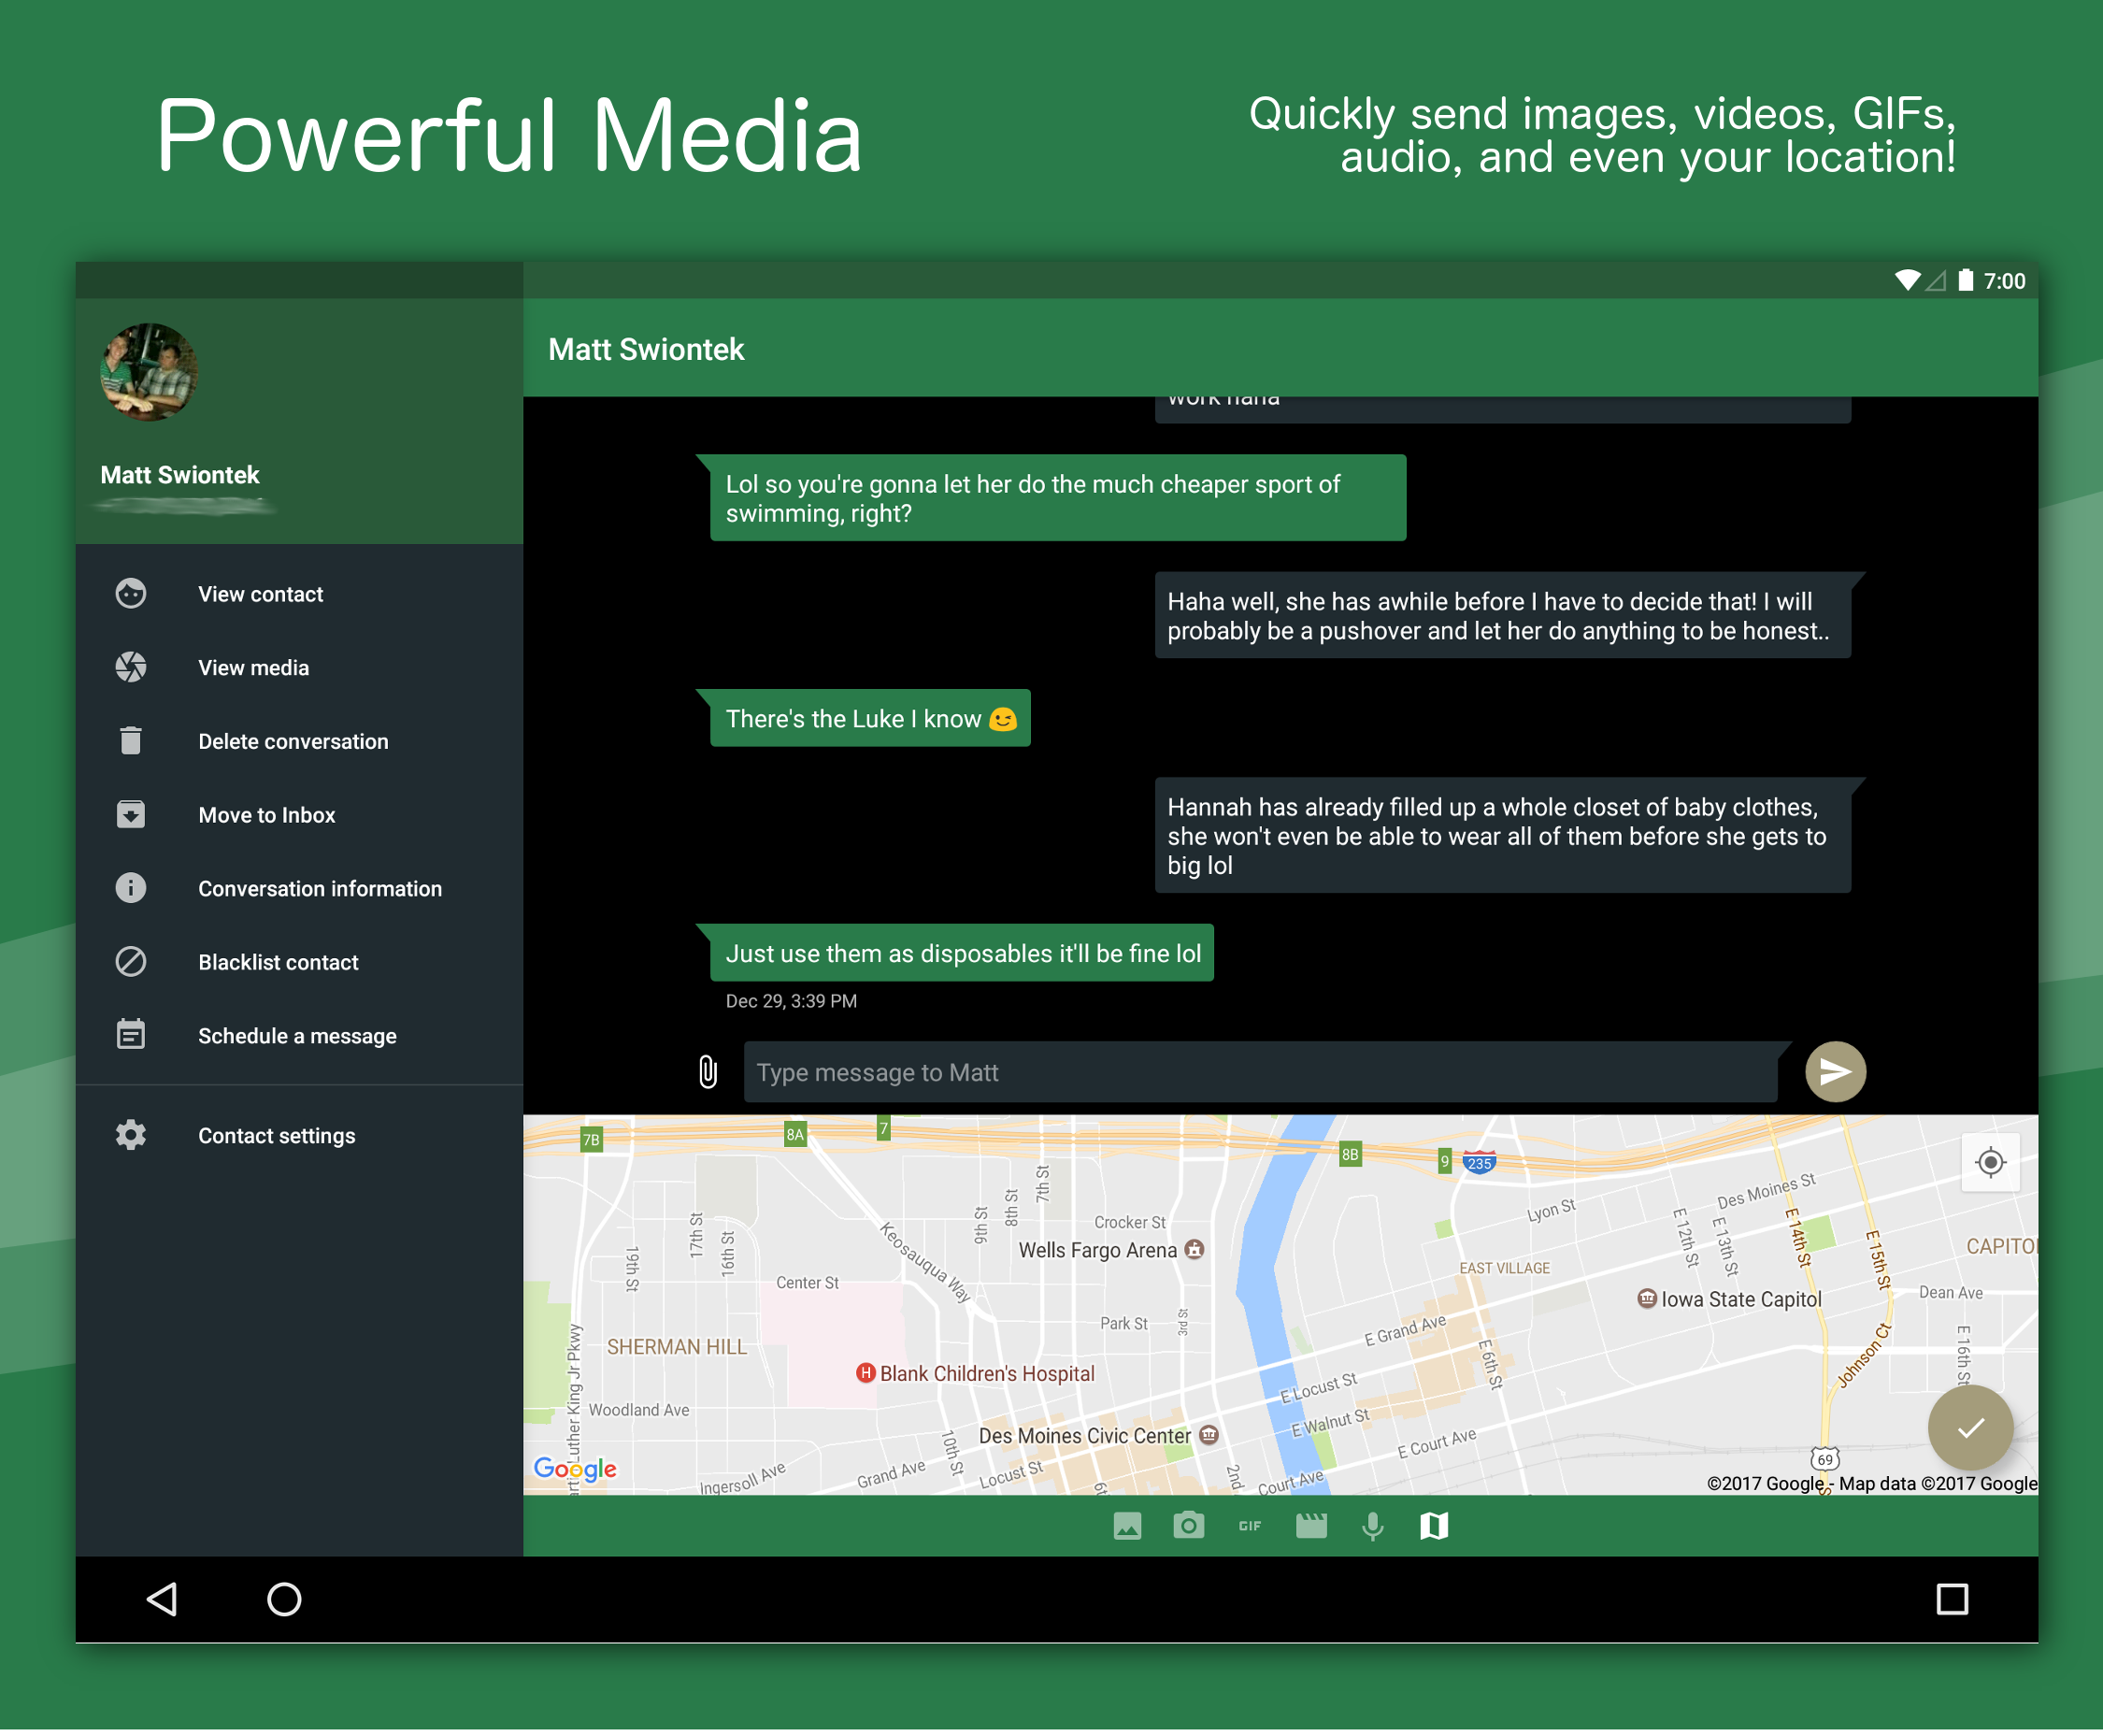 Powerful Media
Quickly send images, videos, GIFs,
audio, and even your location!
7:00
Matt Swiontek
Matt Swiontek
View contact
View media
Delete conversation
Move to Inbox
Conversation information
Blacklist contact
Schedule a message
Contact settings
work haha
Lol so you're gonna let her do the much cheaper sport of
swimming, right?
Haha well, she has awhile before I have to decide that! I will
probably be a pushover and let her do anything to be honest..
There's the Luke I know 😉
Hannah has already filled up a whole closet of baby clothes,
she won't even be able to wear all of them before she gets to
big lol
Just use them as disposables it'll be fine lol
Dec 29, 3:39 PM
Type message to Matt
7B
8A
7
8B
9
235
7th St
8th St
9th St
17th St
16th St
19th St
Keosauqua Way
Crocker St
Wells Fargo Arena
Center St
Park St
3rd St
SHERMAN HILL
Blank Children's Hospital
Woodland Ave
Luther King Jr Pkwy
Des Moines Civic Center
10th St
Ingersoll Ave
Grand Ave
Locust St
2nd
Court Ave
Lyon St
Des Moines St
E 12th St
E 13th St
E 14th St
E 15th St
EAST VILLAGE
Iowa State Capitol
Dean Ave
E Grand Ave
E 6th St
E Locust St
E Walnut St
E Court Ave
Johnson Ct
E 16th St
69
Google
©2017 Google - Map data ©2017 Google
GIF